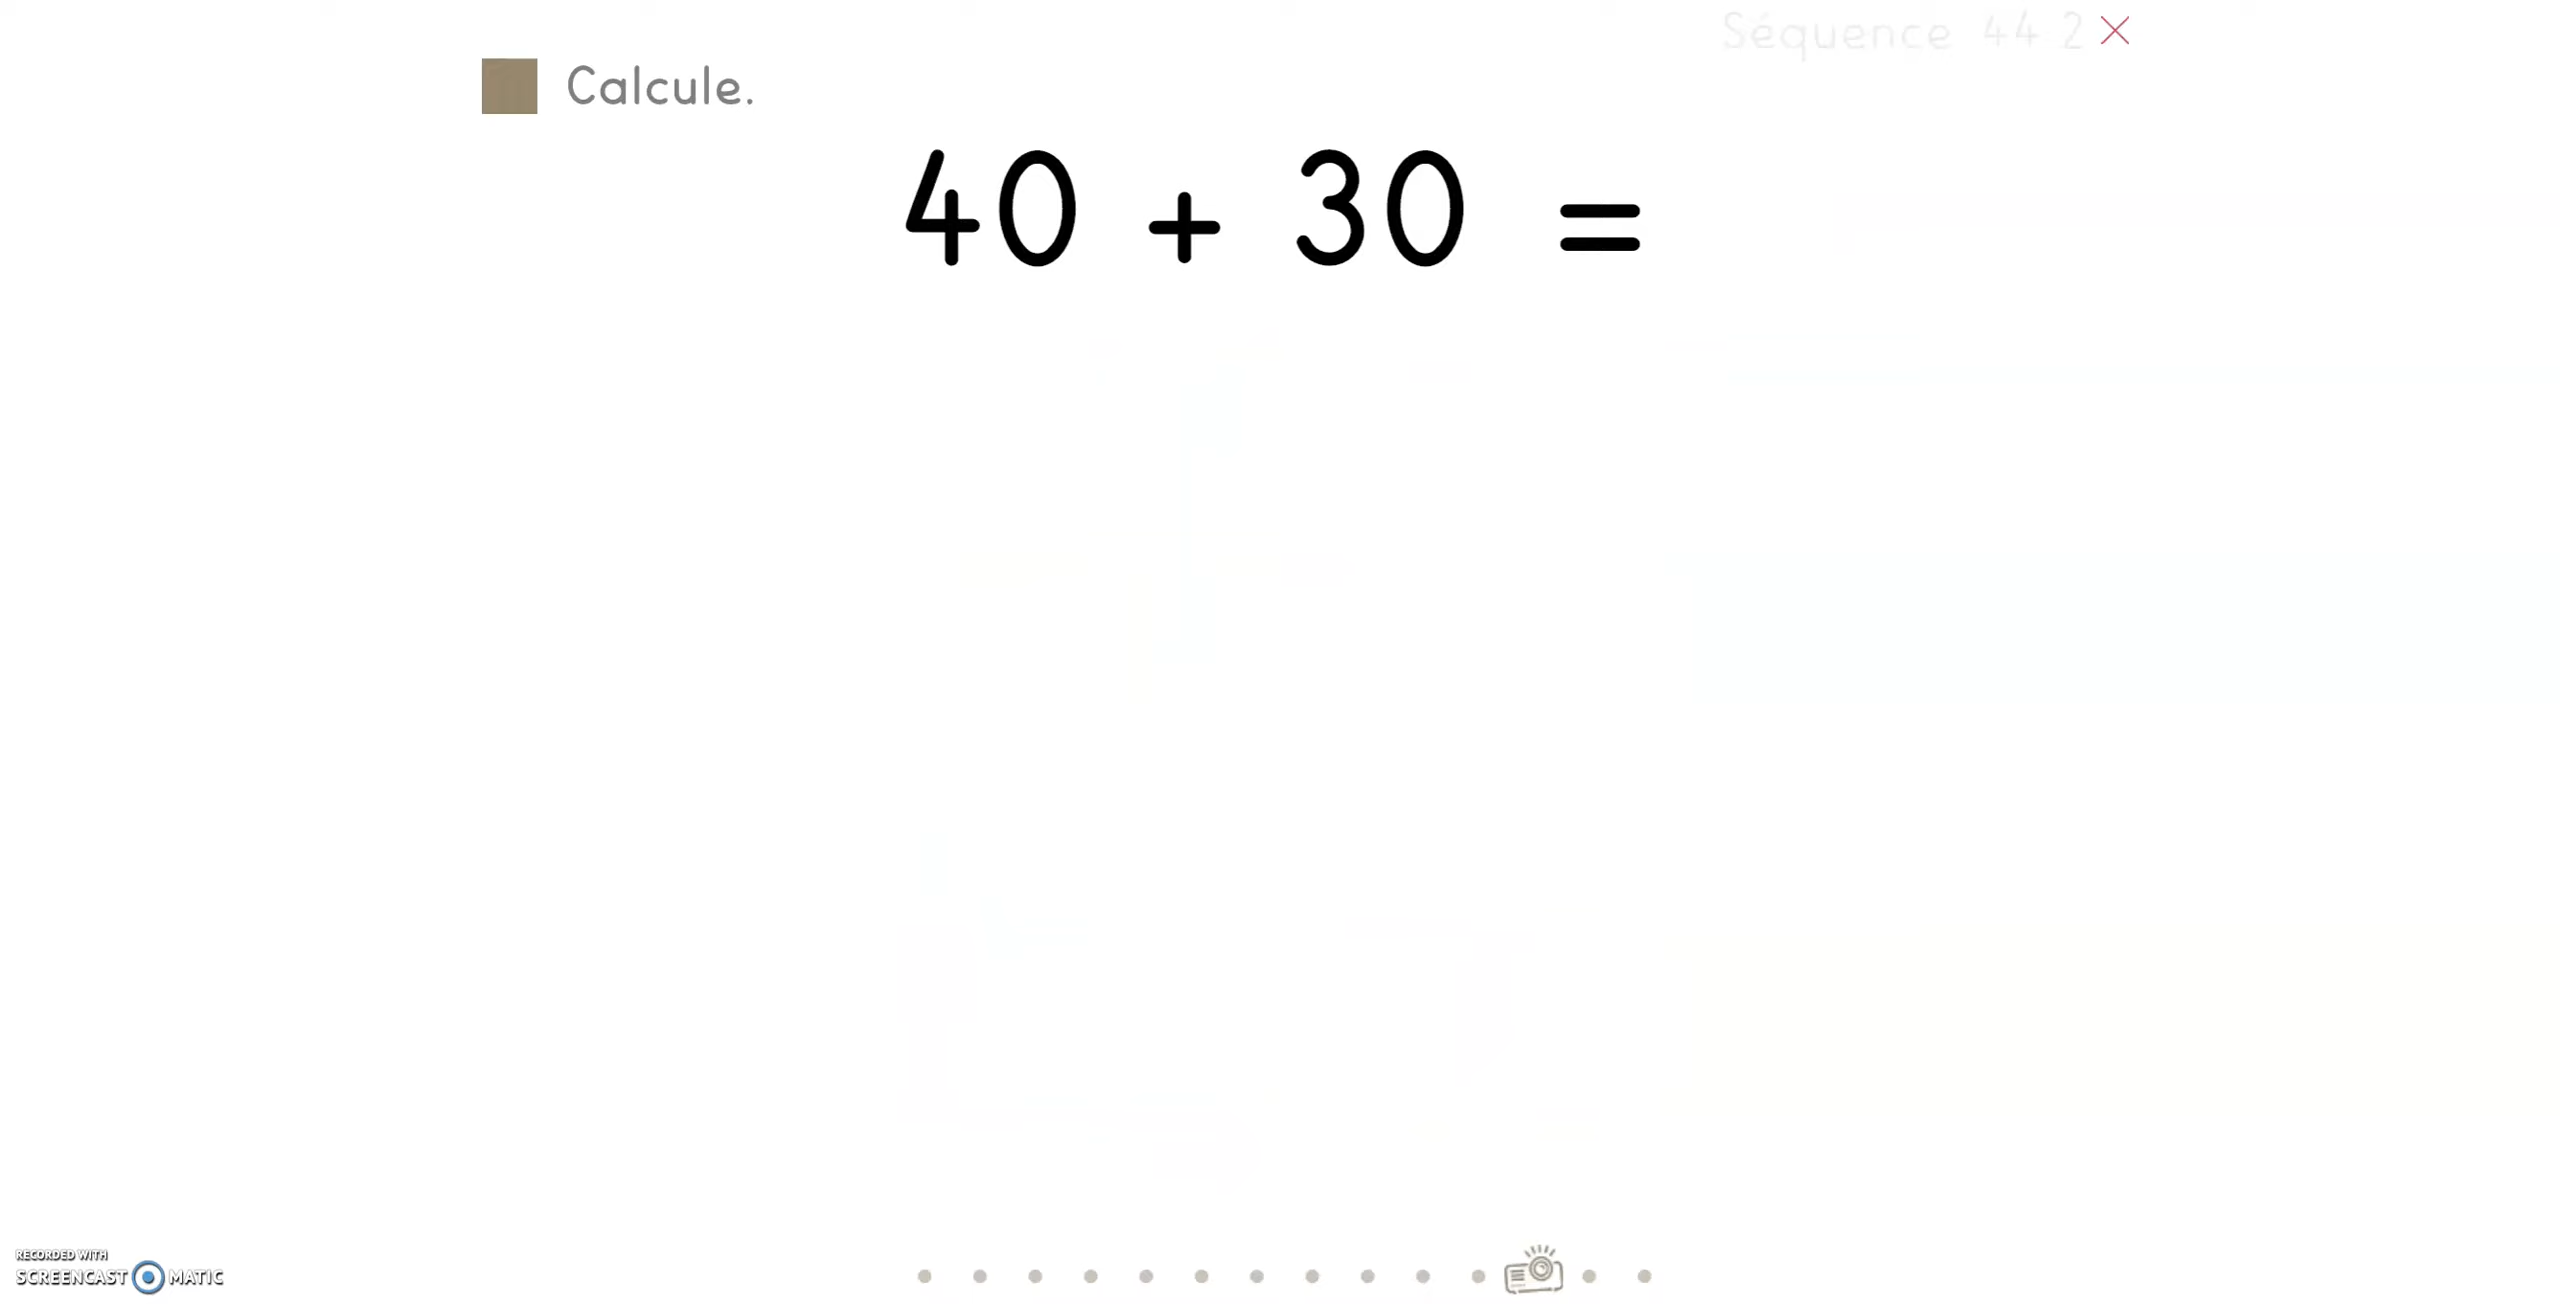 Séquence 44 2
Calcule.
40 + 30 =
RECORDED WITH
SCREENCAST MATIC